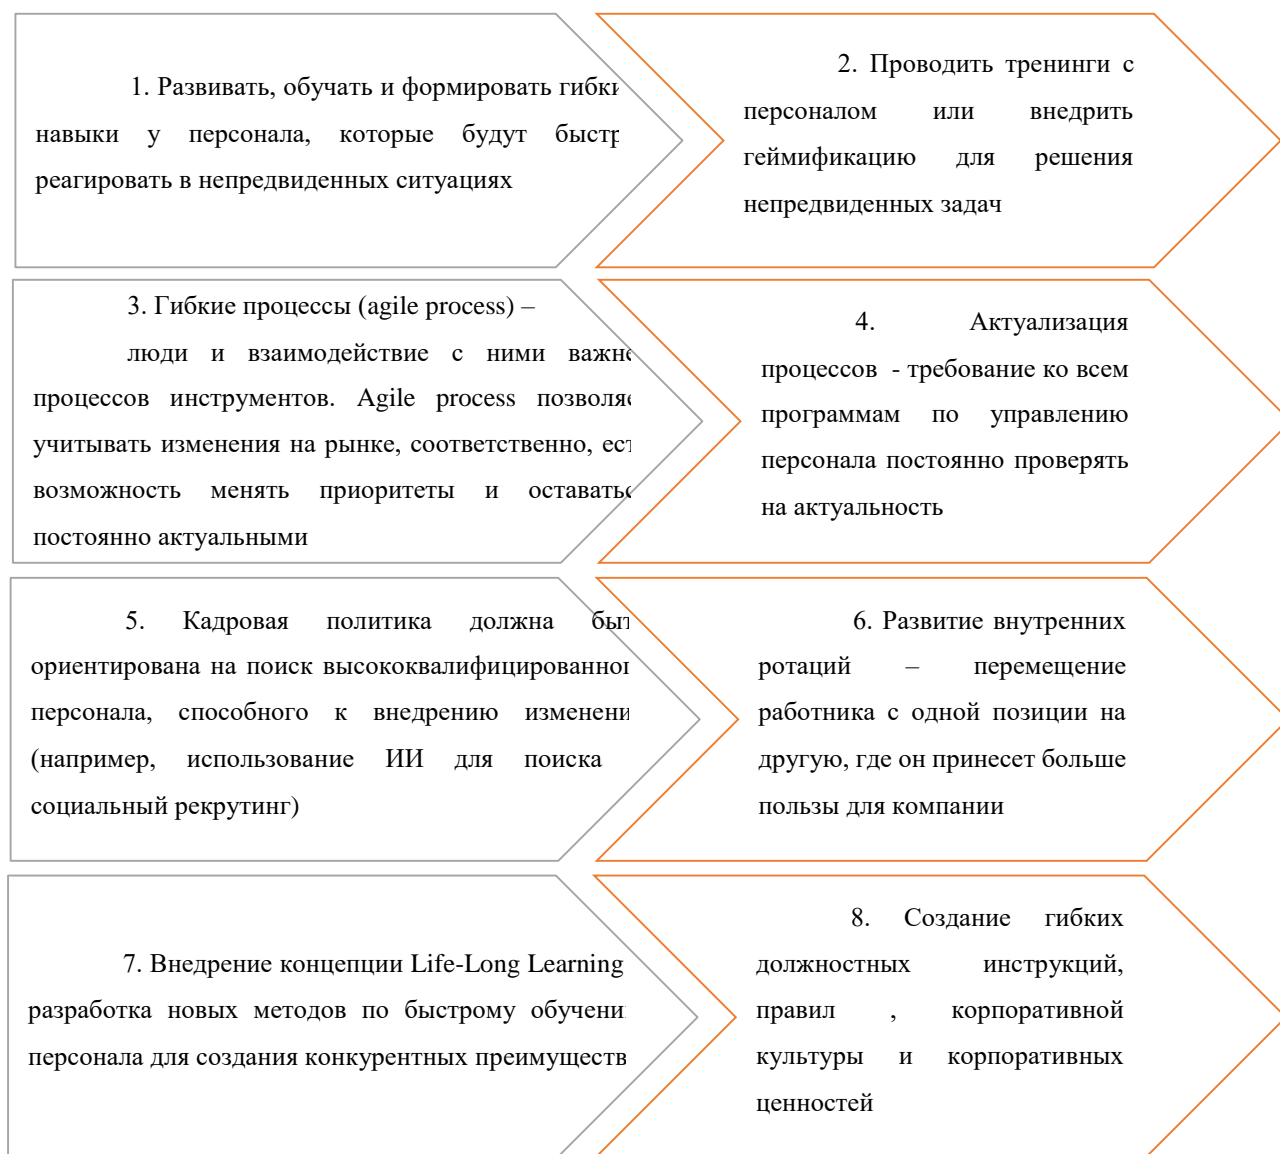 1. Развивать, обучать и формировать гибки
навыки у персонала, которые будут быстр
реагировать в непредвиденных ситуациях
2. Проводить тренинги с
персоналом или внедрить
геймификацию для решения
непредвиденных задач
3. Гибкие процессы (agile process) –
люди и взаимодействие с ними важне
процессов инструментов. Agile process позволяе
учитывать изменения на рынке, соответственно, ест
возможность менять приоритеты и оставатьс
постоянно актуальными
4. Актуализация
процессов - требование ко всем
программам по управлению
персонала постоянно проверять
на актуальность
5. Кадровая политика должна быт
ориентирована на поиск высококвалифицированног
персонала, способного к внедрению изменени
(например, использование ИИ для поиска
социальный рекрутинг)
6. Развитие внутренних
ротаций – перемещение
работника с одной позиции на
другую, где он принесет больше
пользы для компании
7. Внедрение концепции Life-Long Learning
разработка новых методов по быстрому обучени
персонала для создания конкурентных преимуществ
8. Создание гибких
должностных инструкций,
правил , корпоративной
культуры и корпоративных
ценностей